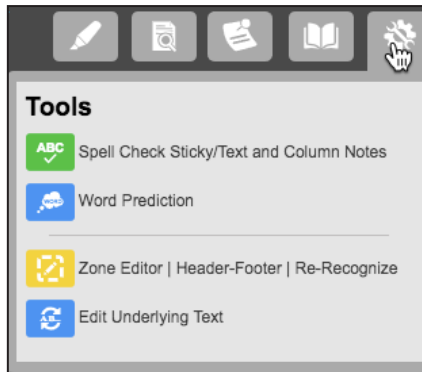 Tools
ABC
Spell Check Sticky/Text and Column Notes
WORD
Word Prediction
Zone Editor | Header-Footer | Re-Recognize
Edit Underlying Text